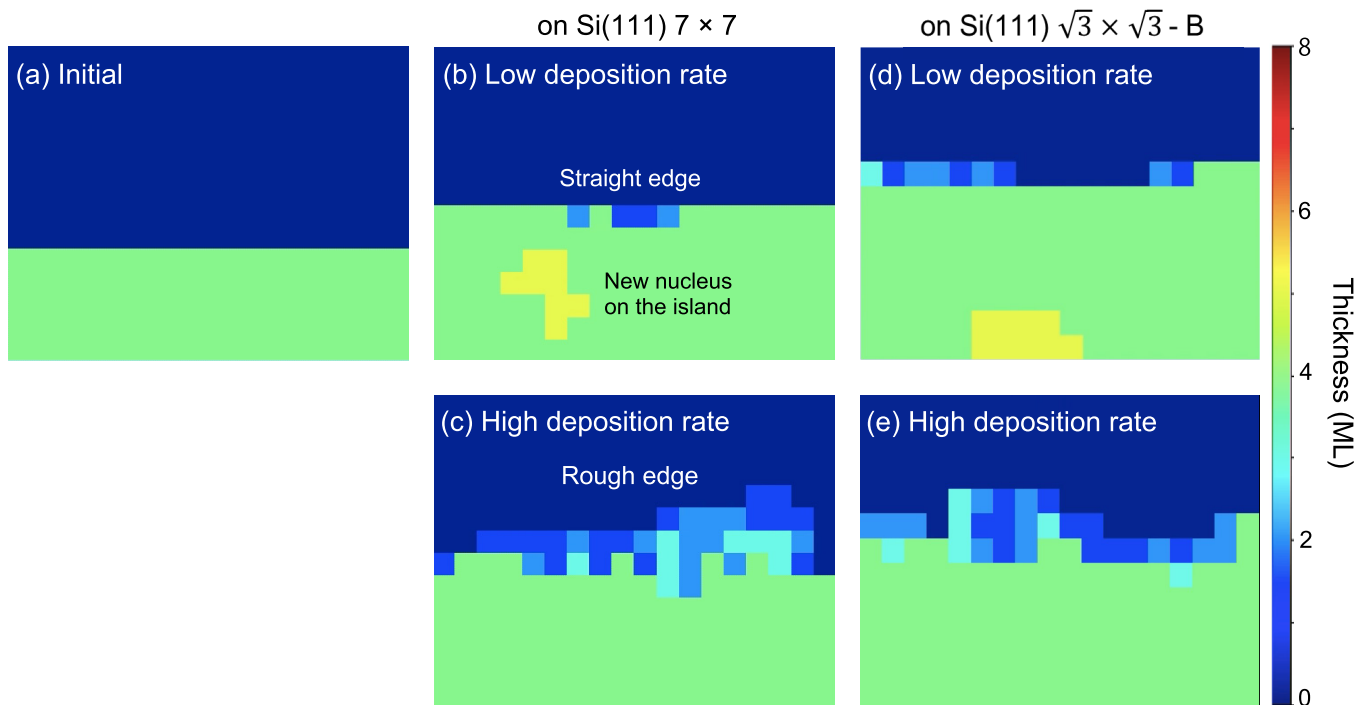 on Si(111) 7 × 7
on Si(111) √3 × √3 - B
(a) Initial
(b) Low deposition rate
Straight edge
New nucleus
on the island
(d) Low deposition rate
(c) High deposition rate
Rough edge
(e) High deposition rate
8
6
4
2
0
Thickness (ML)